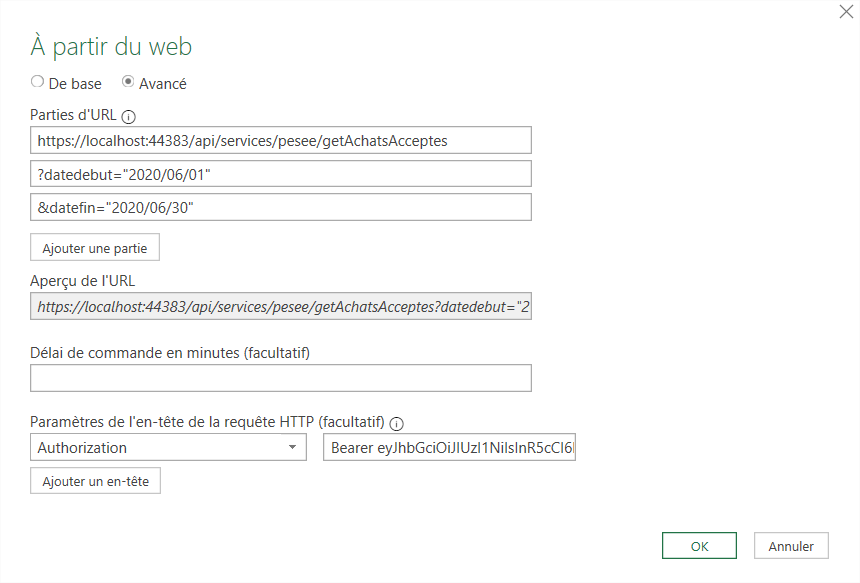 À partir du web
De base Avancé
Parties d'URL
https://localhost:44383/api/services/pesee/getAchatsAcceptes
?datedebut="2020/06/01"
&datefin="2020/06/30"
Ajouter une partie
Aperçu de l'URL
https://localhost:44383/api/services/pesee/getAchatsAcceptes?datedebut="2
Délai de commande en minutes (facultatif)
Paramètres de l'en-tête de la requête HTTP (facultatif)
Authorization Bearer eyJhbGciOiJIUzI1NiIsInR5cCI6I
Ajouter un en-tête
OK Annuler